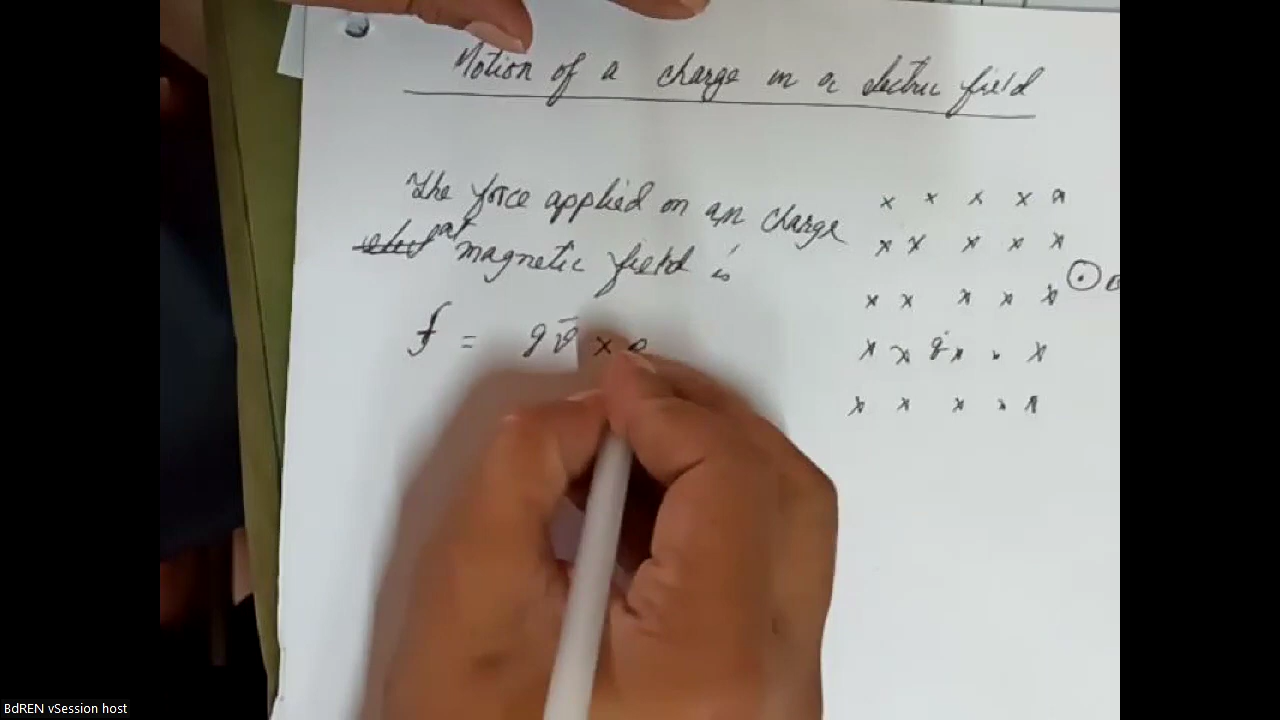 Motion of a charge in a electric field
The force applied on an charge
at magnetic field is
f = q v̅ ×
x x x x x
x x x x x
x x x x x
x x q x . x
x x x x x
BdREN vSession host